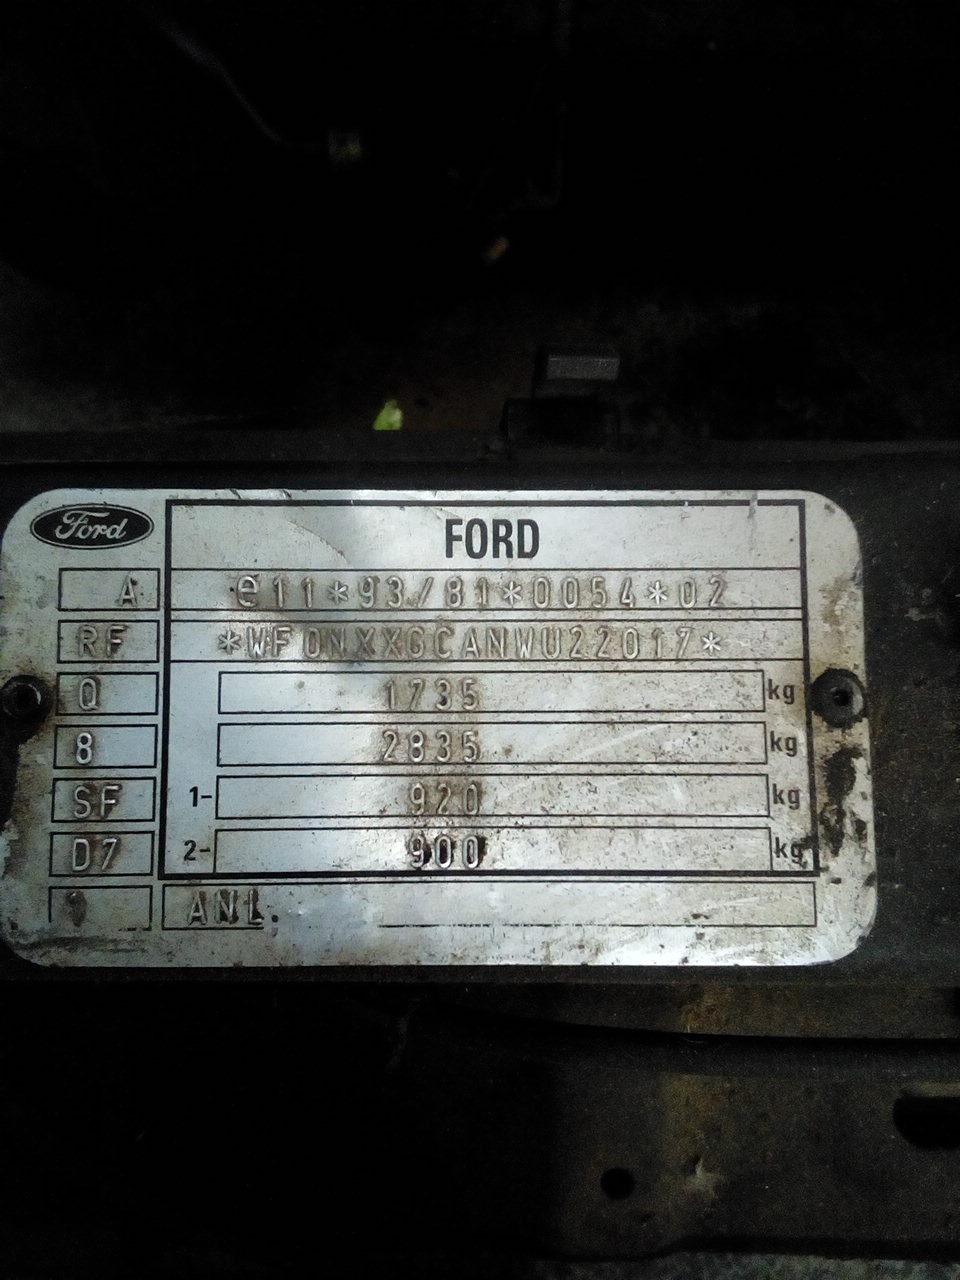 Ford
FORD
A e11*93/81*0054*02
RF *WF0NXXGCANWU22017*
Q 1735 kg
8 2835 kg
SF 1- 920 kg
D7 2- 900 kg
ANL.